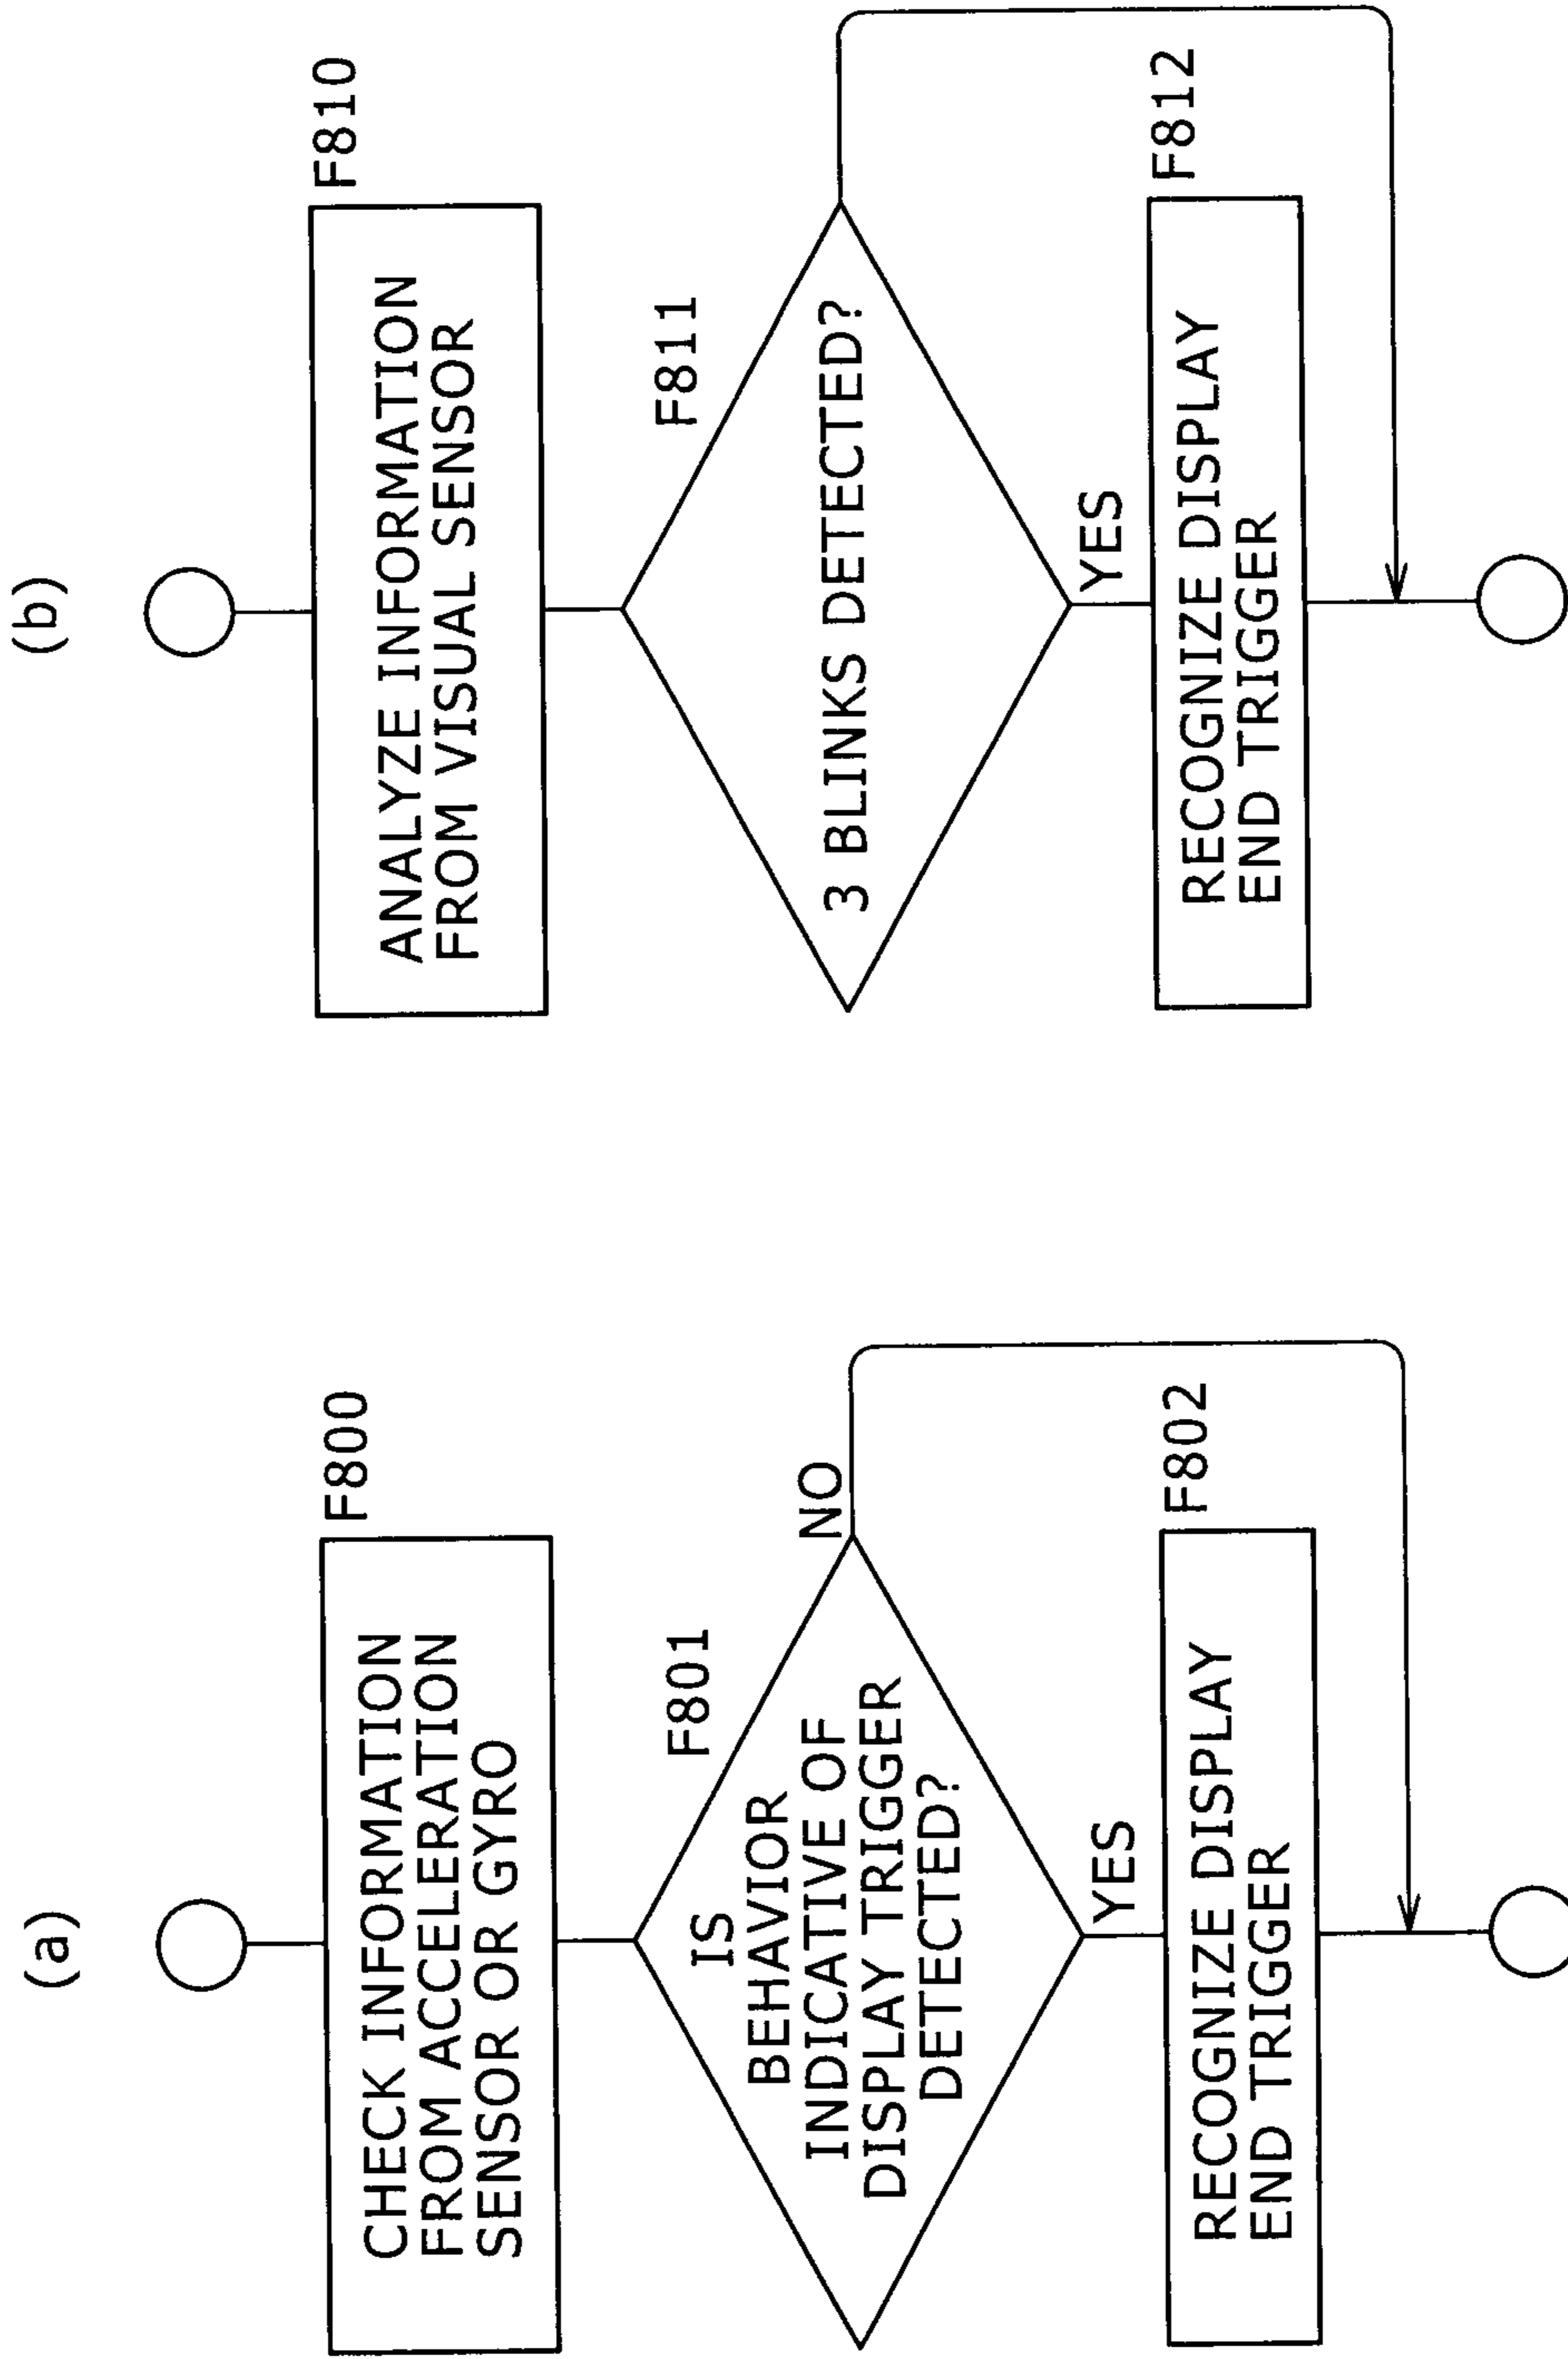 (a)
F800
CHECK INFORMATION
FROM ACCELERATION
SENSOR OR GYRO
F801
IS
BEHAVIOR
INDICATIVE OF
DISPLAY TRIGGER
DETECTED?
NO
YES
F802
RECOGNIZE DISPLAY
END TRIGGER
(b)
F810
ANALYZE INFORMATION
FROM VISUAL SENSOR
F811
3 BLINKS DETECTED?
YES
F812
RECOGNIZE DISPLAY
END TRIGGER